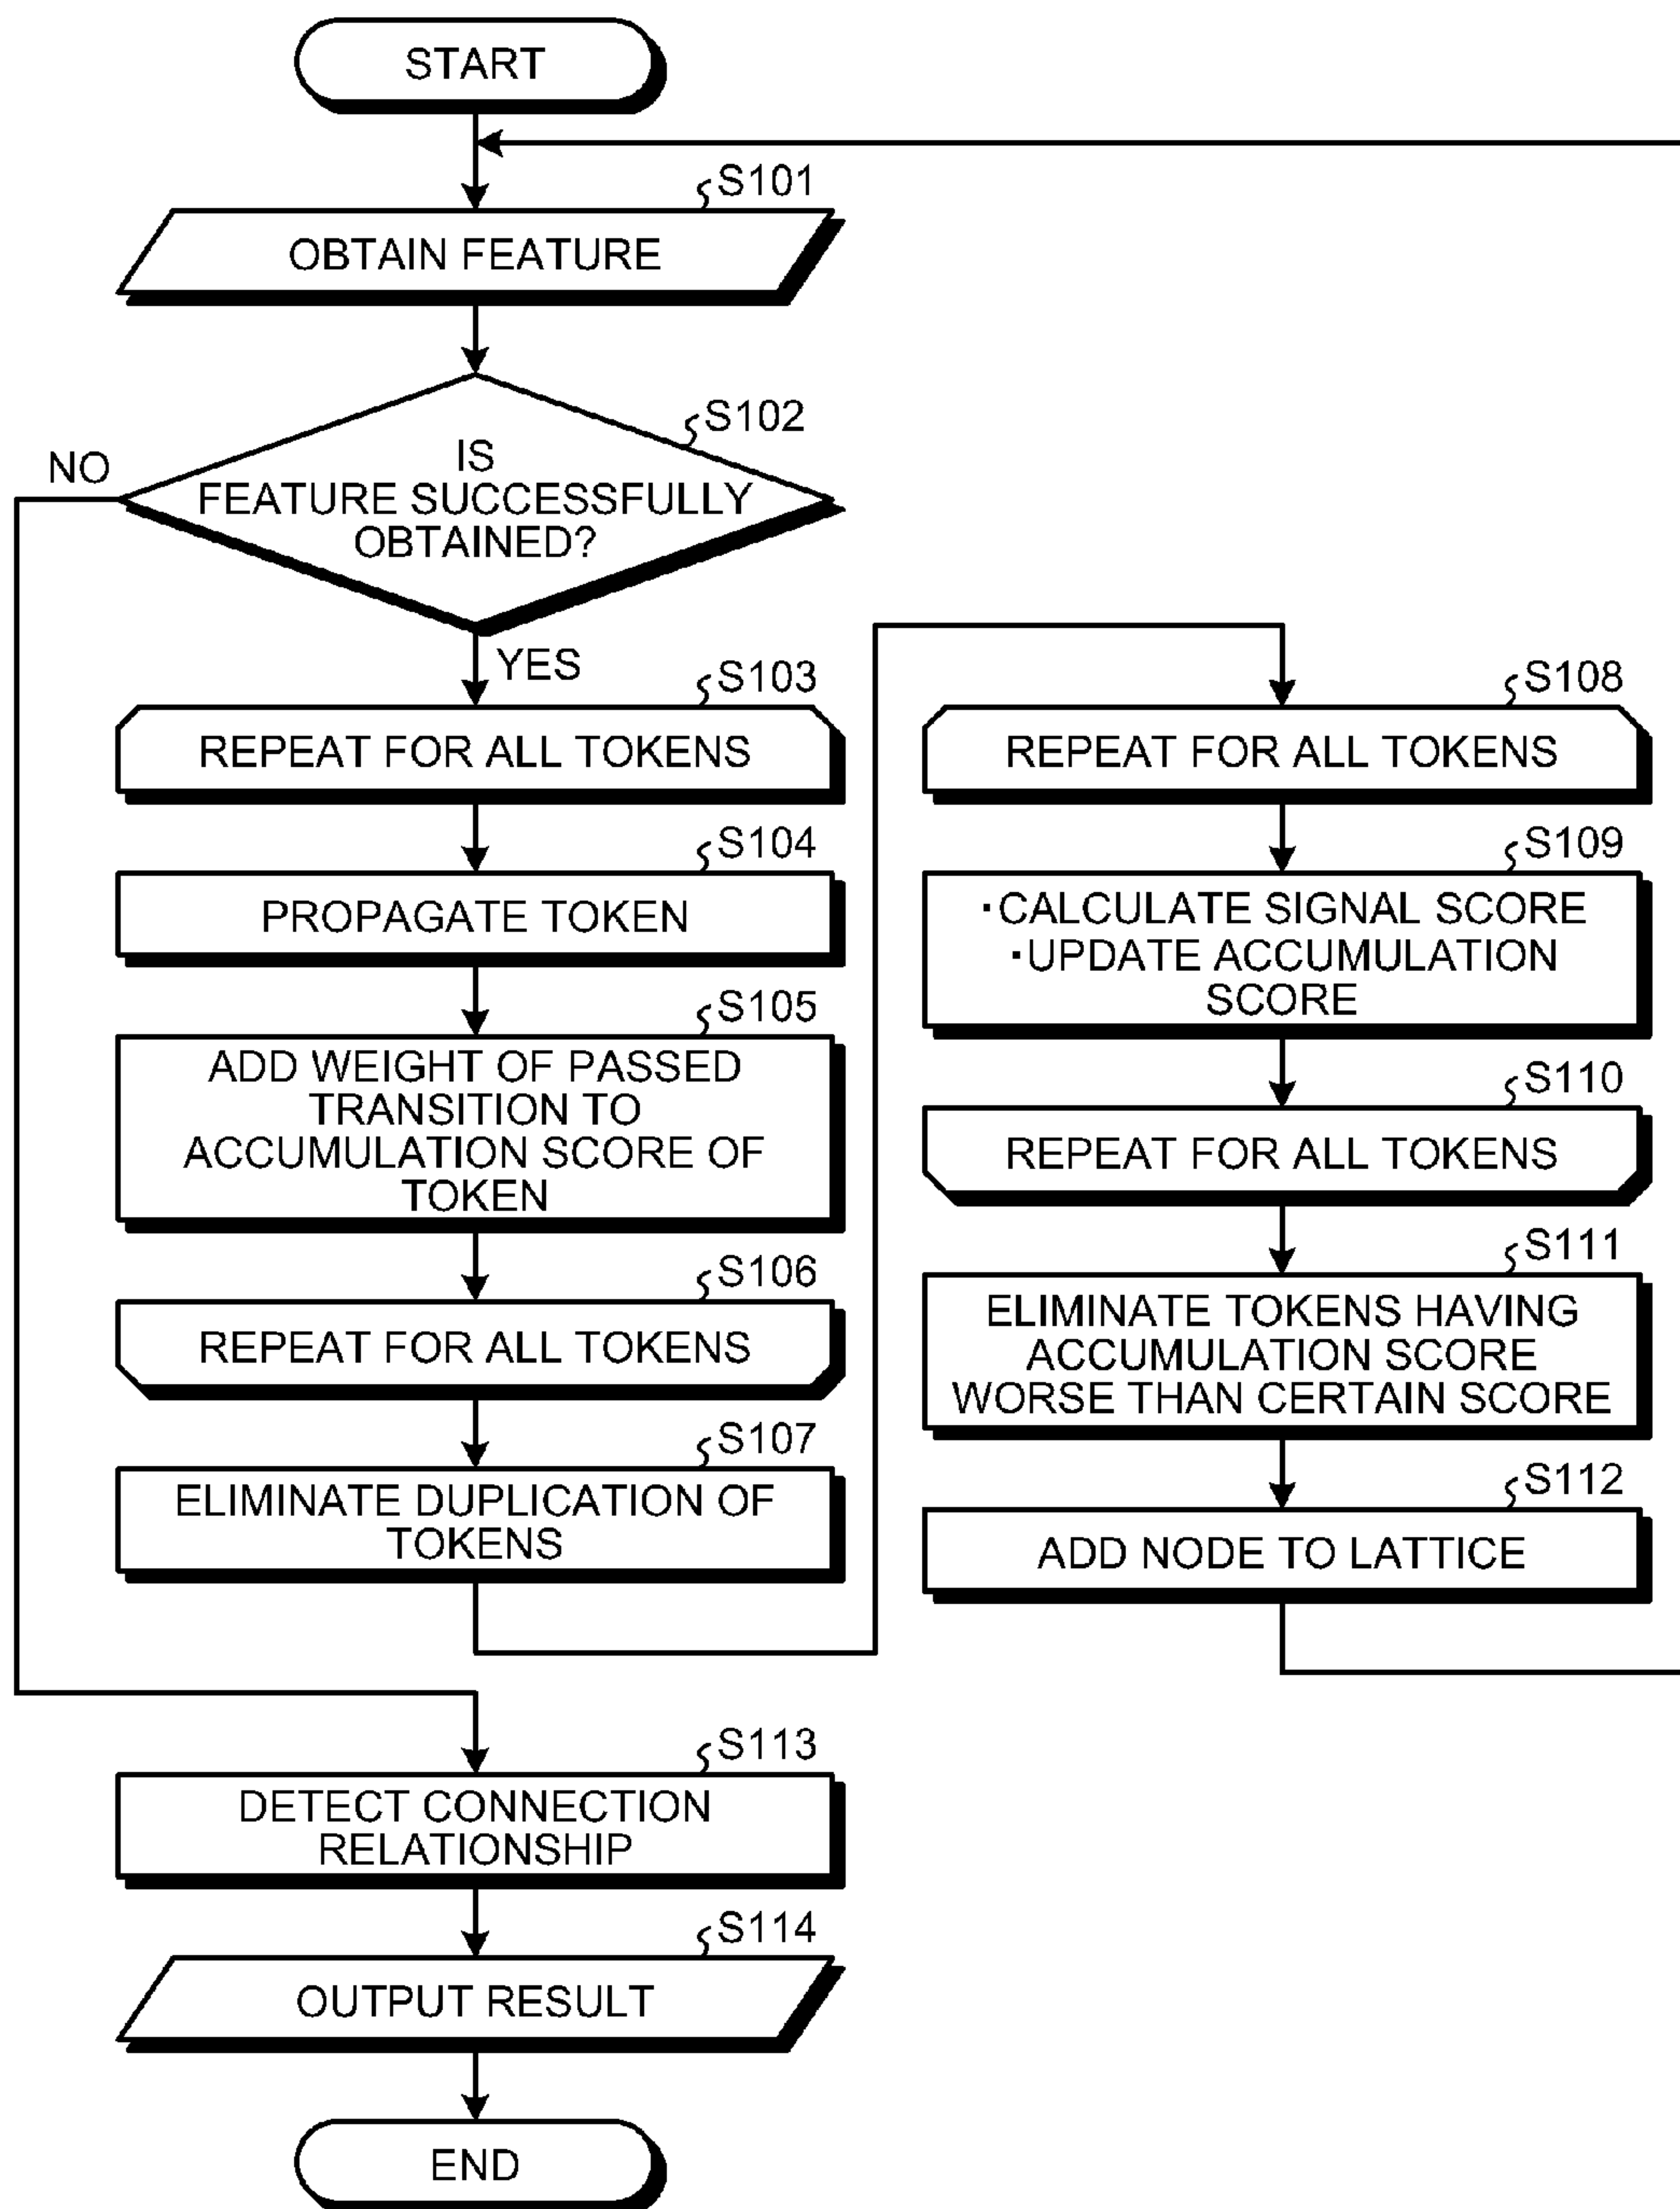 START
S101
OBTAIN FEATURE
S102
IS
FEATURE SUCCESSFULLY
OBTAINED?
NO
YES
S103
REPEAT FOR ALL TOKENS
S104
PROPAGATE TOKEN
S105
ADD WEIGHT OF PASSED
TRANSITION TO
ACCUMULATION SCORE OF
TOKEN
S106
REPEAT FOR ALL TOKENS
S107
ELIMINATE DUPLICATION OF
TOKENS
S108
REPEAT FOR ALL TOKENS
S109
·CALCULATE SIGNAL SCORE
·UPDATE ACCUMULATION
SCORE
S110
REPEAT FOR ALL TOKENS
S111
ELIMINATE TOKENS HAVING
ACCUMULATION SCORE
WORSE THAN CERTAIN SCORE
S112
ADD NODE TO LATTICE
S113
DETECT CONNECTION
RELATIONSHIP
S114
OUTPUT RESULT
END